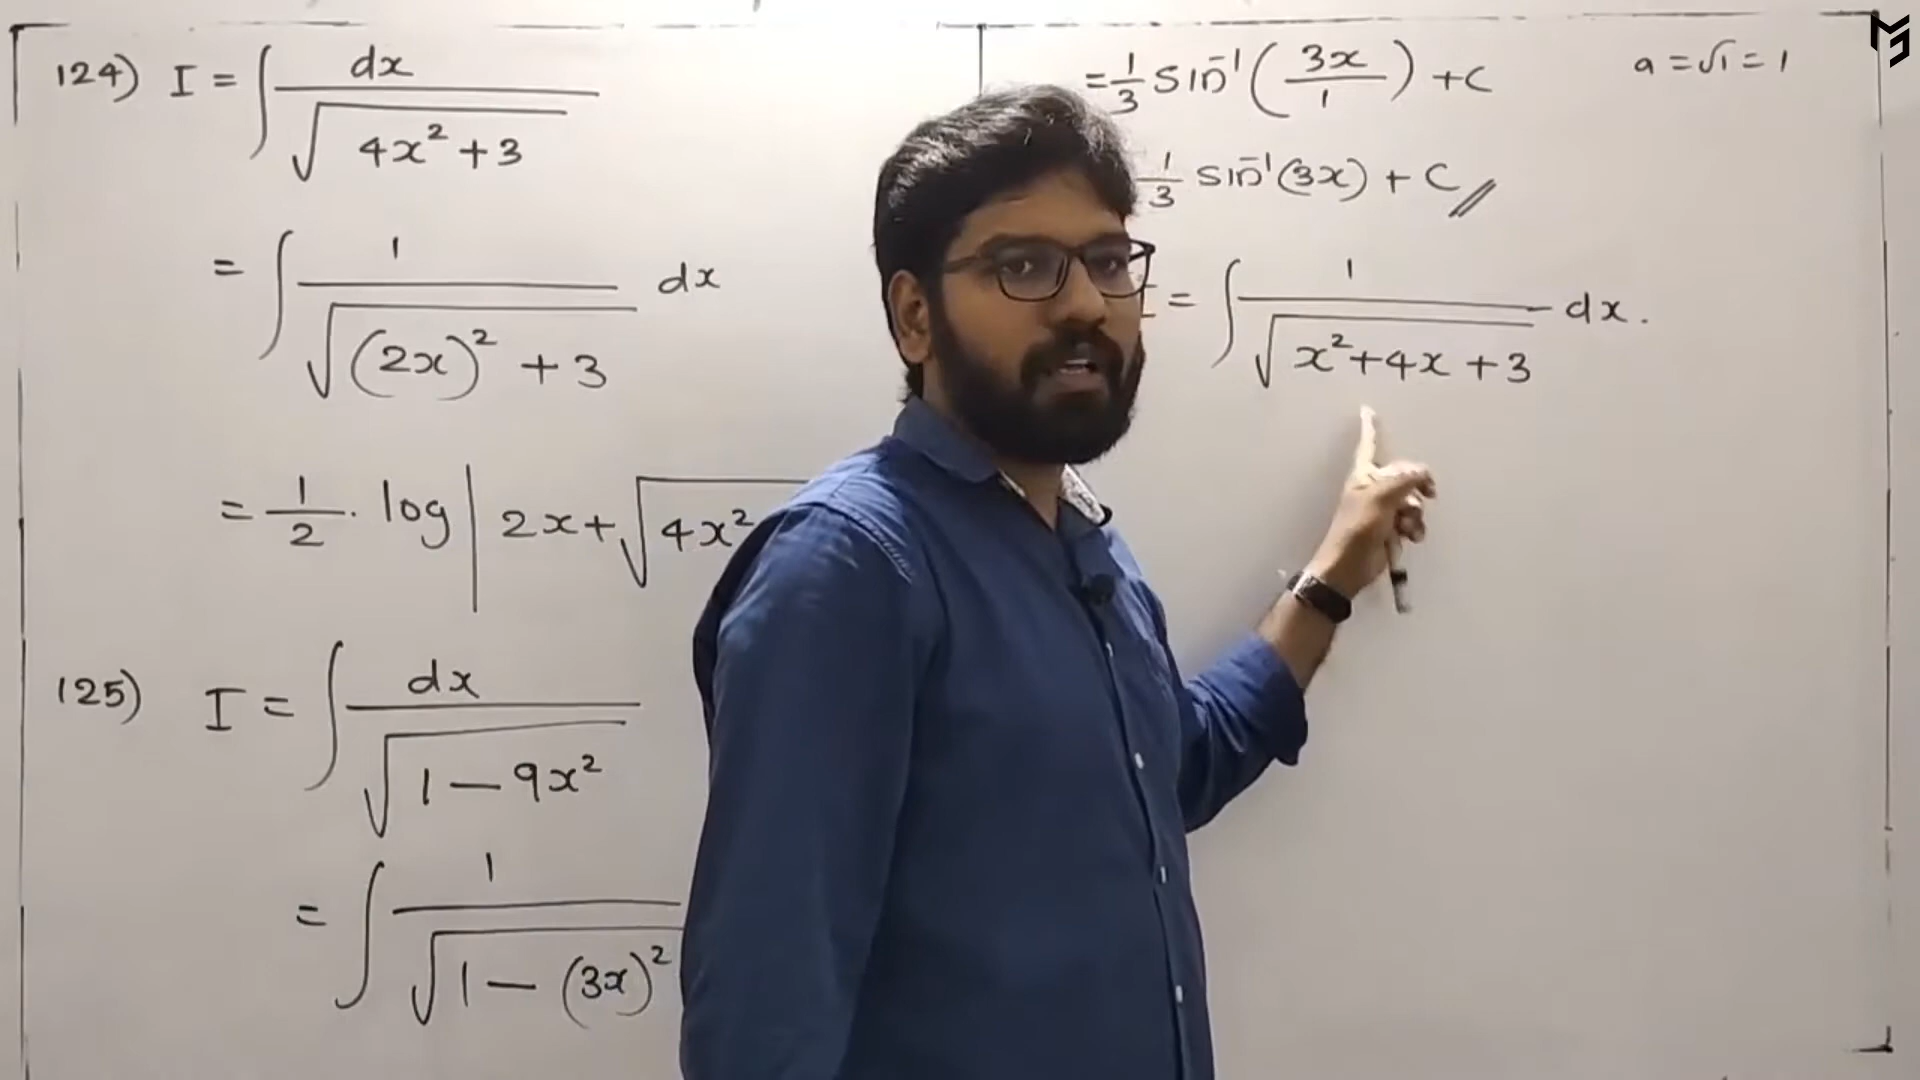 124) I = ∫ dx / √(4x² + 3)
= ∫ 1 / √((2x)² + 3) dx
= 1/2 · log | 2x + √4x²
125) I = ∫ dx / √(1 − 9x²)
= ∫ 1 / √(1 − (3x)²
= 1/3 sin⁻¹(3x/1) + C
a = √1 = 1
1/3 sin⁻¹(3x) + C //
I = ∫ 1 / √(x² + 4x + 3) dx.